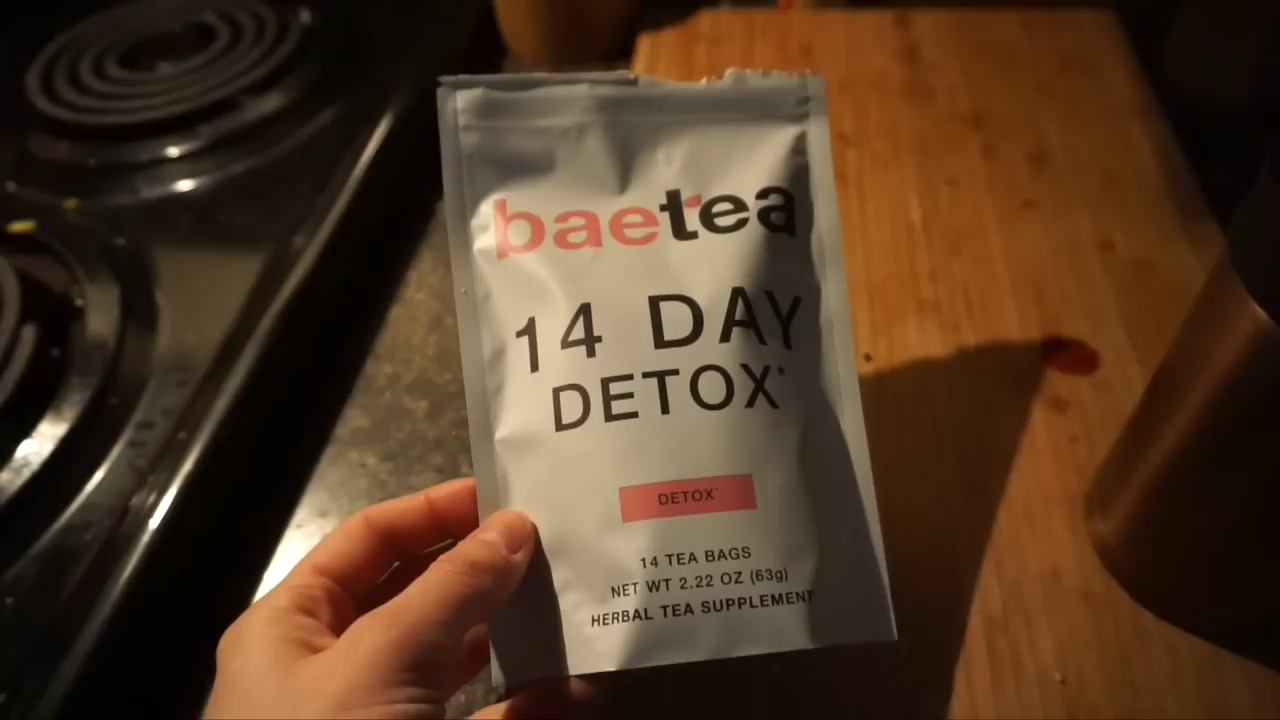 baetea
14 DAY
DETOX*
DETOX*
14 TEA BAGS
NET WT 2.22 OZ (63g)
HERBAL TEA SUPPLEMENT